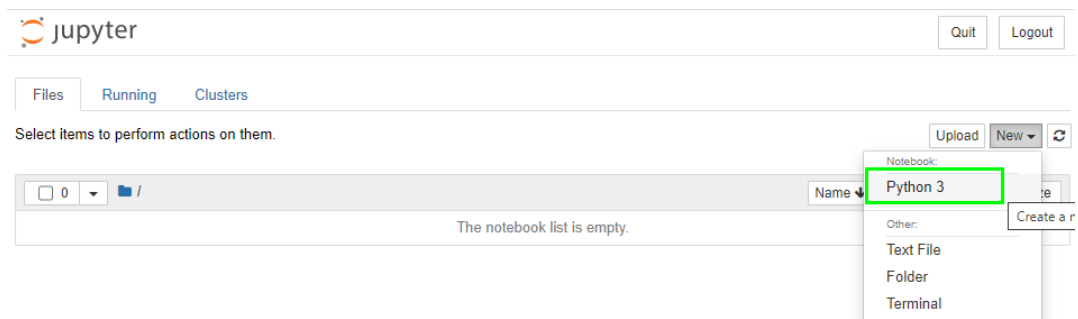 jupyter
Quit Logout
Files Running Clusters
Select items to perform actions on them.
Upload New
Notebook:
0 / Name
Python 3
Create a
The notebook list is empty.
Other:
Text File
Folder
Terminal